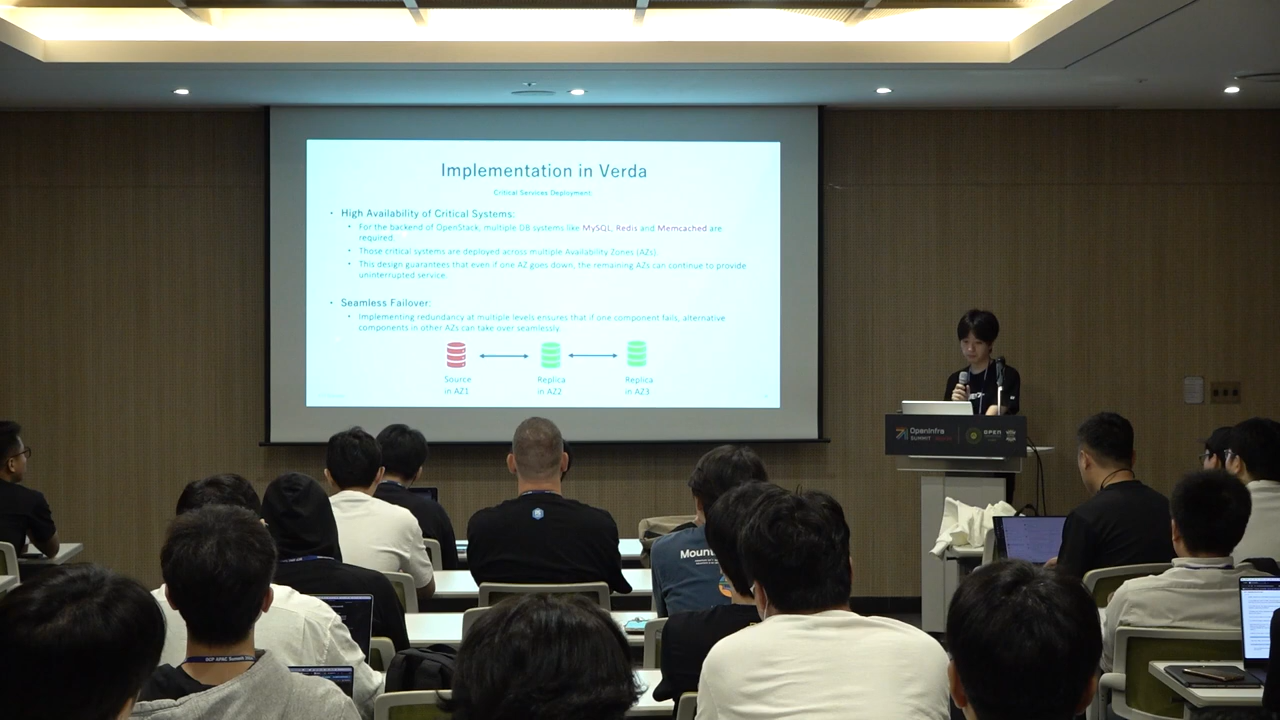 Implementation in Verda
Critical Services Deployment
• High Availability of Critical Systems:
• For the backend of OpenStack, multiple DB systems like MySQL, Redis and Memcached are
required.
• Those critical systems are deployed across multiple Availability Zones (AZs).
• This design guarantees that even if one AZ goes down, the remaining AZs can continue to provide
uninterrupted service.
• Seamless Failover:
• Implementing redundancy at multiple levels ensures that if one component fails, alternative
components in other AZs can take over seamlessly.
Source
in AZ1
Replica
in AZ2
Replica
in AZ3
OpenInfra
SUMMIT
OPEN
Mount
OCP APAC Summit